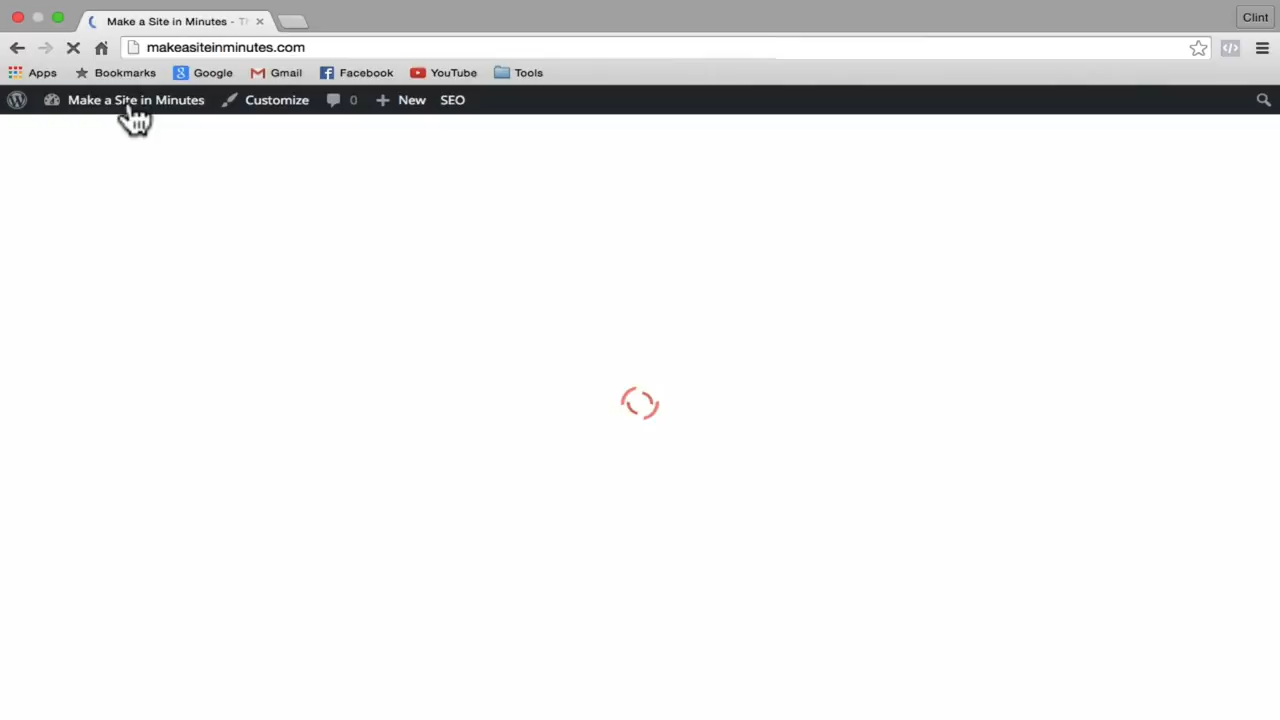 Make a Site in Minutes - Th
Clint
makeasiteinminutes.com
Apps Bookmarks Google Gmail Facebook YouTube Tools
Make a Site in Minutes Customize 0 New SEO